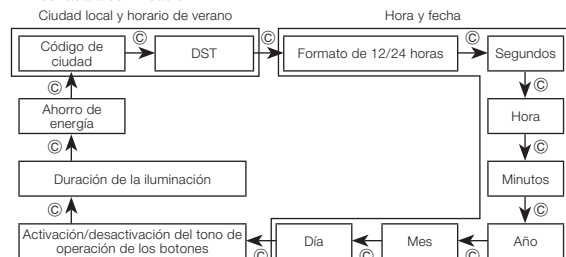 Ciudad local y horario de verano
Hora y fecha
Código de
ciudad
Ⓒ
DST
Ⓒ
Formato de 12/24 horas
Ⓒ
Segundos
Ⓒ
Ⓒ
Ahorro de
energía
Hora
Ⓒ
Ⓒ
Duración de la iluminación
Minutos
Ⓒ
Ⓒ
Activación/desactivación del tono de
operación de los botones
Ⓒ
Día
Ⓒ
Mes
Ⓒ
Año